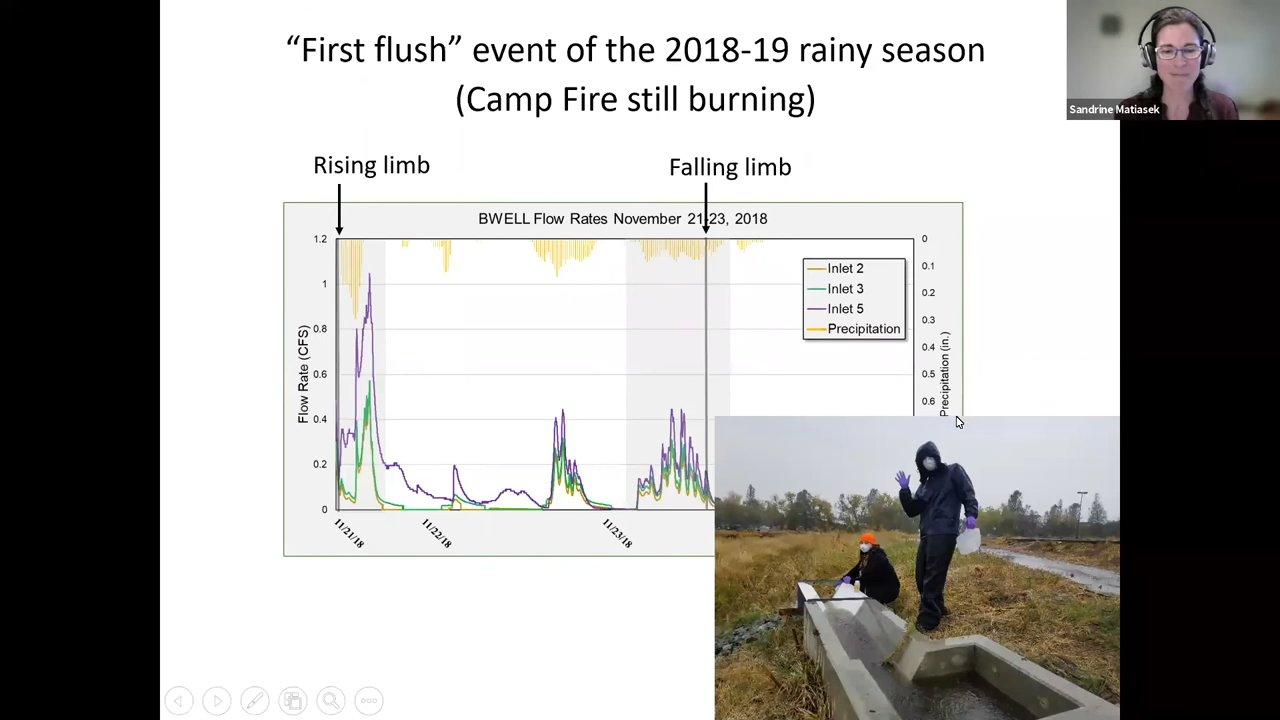 “First flush” event of the 2018-19 rainy season
(Camp Fire still burning)
Sandrine Matiasek
Rising limb
Falling limb
BWELL Flow Rates November 21-23, 2018
1.2
1
0.8
0.6
0.4
0.2
0
Flow Rate (CFS)
0
0.1
0.2
0.3
0.4
0.5
0.6
Precipitation (in.)
Inlet 2
Inlet 3
Inlet 5
Precipitation
11/21/18
11/22/18
11/23/18